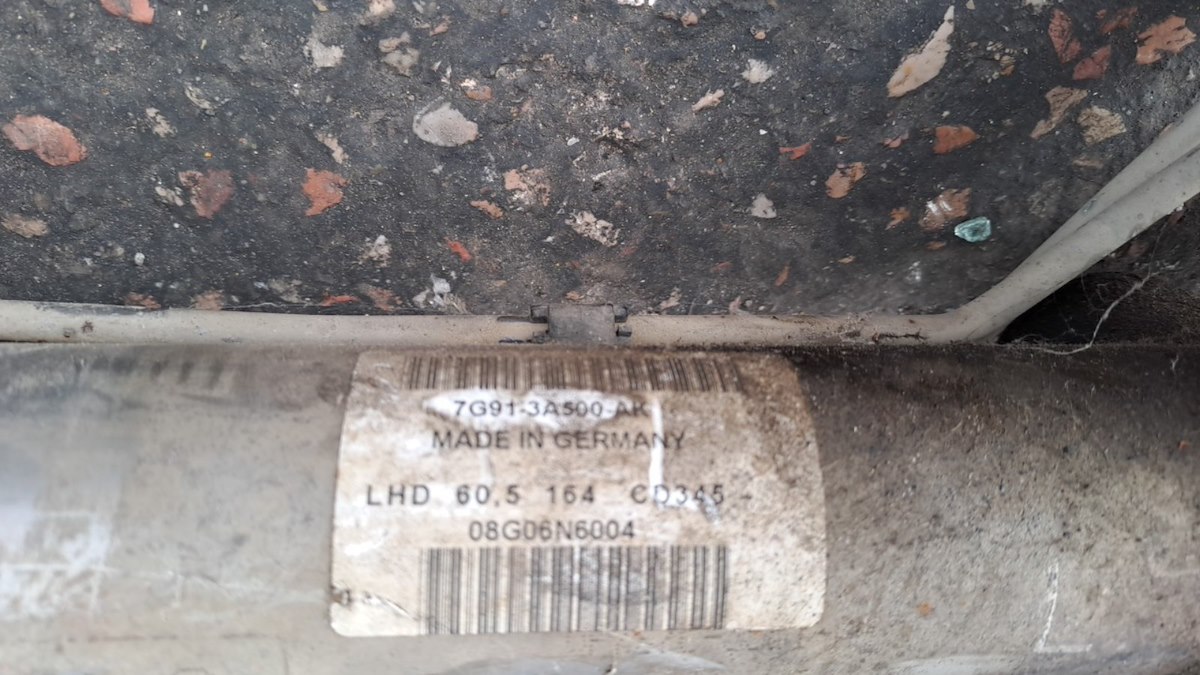 7G91-3A500-AK
MADE IN GERMANY
LHD 60.5 164 CD345 -
08G06N6004